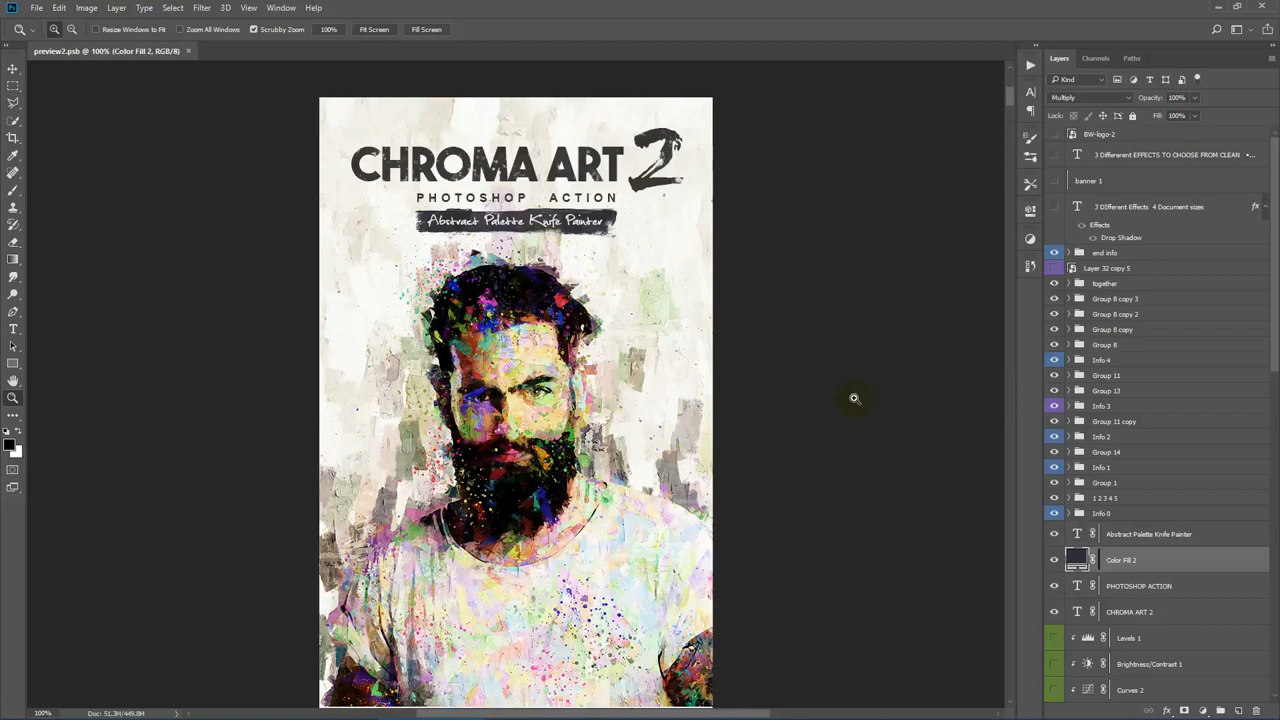 File Edit Image Layer Type Select Filter 3D View Window Help
Resize Windows to Fit Zoom All Windows Scrubby Zoom 100% Fit Screen Fill Screen
preview2.psb @ 100% (Color Fill 2, RGB/8) ×
CHROMA ART 2
PHOTOSHOP ACTION
Abstract Palette Knife Painter
Layers Channels Paths
Kind
Multiply Opacity: 100%
Lock: Fill: 100%
BW-logo-2
3 Differerent EFFECTS TO CHOOSE FROM CLEAN •...
banner 1
3 Different Effects 4 Document sizes fx
Effects
Drop Shadow
end info
Layer 32 copy 5
together
Group 8 copy 3
Group 8 copy 2
Group 8 copy
Group 8
Info 4
Group 11
Group 13
Info 3
Group 11 copy
Info 2
Group 14
Info 1
Group 1
1 2 3 4 5
Info 0
Abstract Palette Knife Painter
Color Fill 2
PHOTOSHOP ACTION
CHROMA ART 2
Levels 1
Brightness/Contrast 1
Curves 2
100% Doc: 51.3M/449.8M